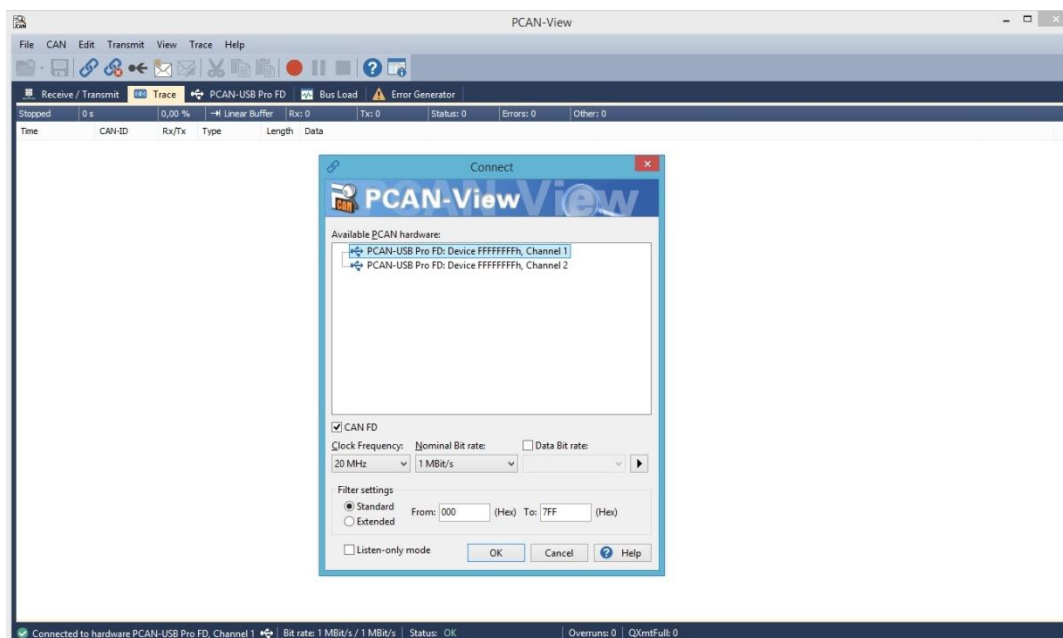 PCAN-View
File CAN Edit Transmit View Trace Help
Receive / Transmit Trace PCAN-USB Pro FD Bus Load Error Generator
Stopped 0 s 0,00 % Linear Buffer Rx: 0 Tx: 0 Status: 0 Errors: 0 Other: 0
Time CAN-ID Rx/Tx Type Length Data
Connect
PCAN-View
Available PCAN hardware:
PCAN-USB Pro FD: Device FFFFFFFFh, Channel 1
PCAN-USB Pro FD: Device FFFFFFFFh, Channel 2
CAN FD
Clock Frequency: Nominal Bit rate: Data Bit rate:
20 MHz 1 MBit/s
Filter settings
Standard
From: 000 (Hex) To: 7FF (Hex)
Extended
Listen-only mode OK Cancel Help
Connected to hardware PCAN-USB Pro FD, Channel 1 Bit rate: 1 MBit/s / 1 MBit/s Status: OK Overruns: 0 QXmtFull: 0